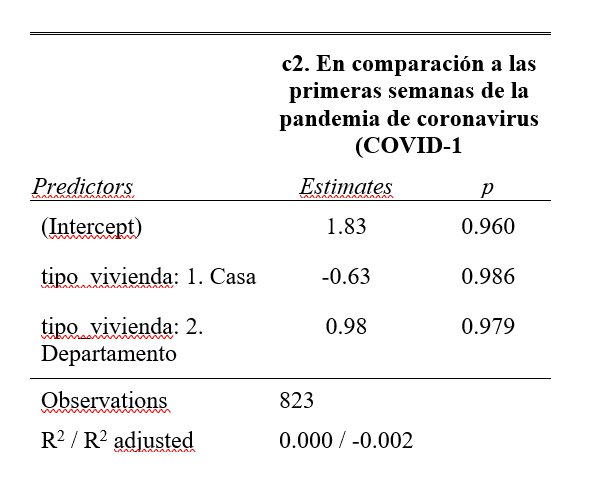 c2. En comparación a las
primeras semanas de la
pandemia de coronavirus
(COVID-1
Predictors Estimates p
(Intercept) 1.83 0.960
tipo_vivienda: 1. Casa -0.63 0.986
tipo_vivienda: 2. 0.98 0.979
Departamento
Observations 823
R² / R² adjusted 0.000 / -0.002